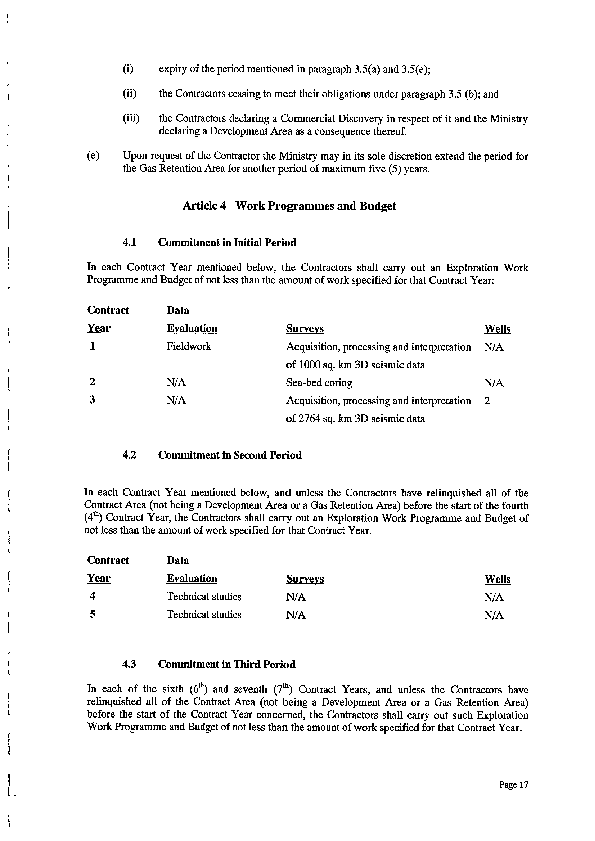 (i) expiry of the period mentioned in paragraph 3.5(a) and 3.5(e);
(ii) the Contractors ceasing to meet their obligations under paragraph 3.5 (b); and
(iii) the Contractors declaring a Commercial Discovery in respect of it and the Ministry
declaring a Development Area as a consequence thereof.
(e) Upon request of the Contractor the Ministry may in its sole discretion extend the period for
the Gas Retention Area for another period of maximum five (5) years.
Article 4 Work Programmes and Budget
4.1 Commitment in Initial Period
In each Contract Year mentioned below, the Contractors shall carry out an Exploration Work
Programme and Budget of not less than the amount of work specified for that Contract Year:
Contract Data
Year Evaluation Surveys Wells
1 Fieldwork Acquisition, processing and interpretation N/A
of 1000 sq. km 3D seismic data
2 N/A Sea-bed coring N/A
3 N/A Acquisition, processing and interpretation 2
of 2764 sq. km 3D seismic data
4.2 Commitment in Second Period
In each Contract Year mentioned below, and unless the Contractors have relinquished all of the
Contract Area (not being a Development Area or a Gas Retention Area) before the start of the fourth
(4th) Contract Year, the Contractors shall carry out an Exploration Work Programme and Budget of
not less than the amount of work specified for that Contract Year.
Contract Data
Year Evaluation Surveys Wells
4 Technical studies N/A N/A
5 Technical studies N/A N/A
4.3 Commitment in Third Period
In each of the sixth (6th) and seventh (7th) Contract Years, and unless the Contractors have
relinquished all of the Contract Area (not being a Development Area or a Gas Retention Area)
before the start of the Contract Year concerned, the Contractors shall carry out such Exploration
Work Programme and Budget of not less than the amount of work specified for that Contract Year.
Page 17